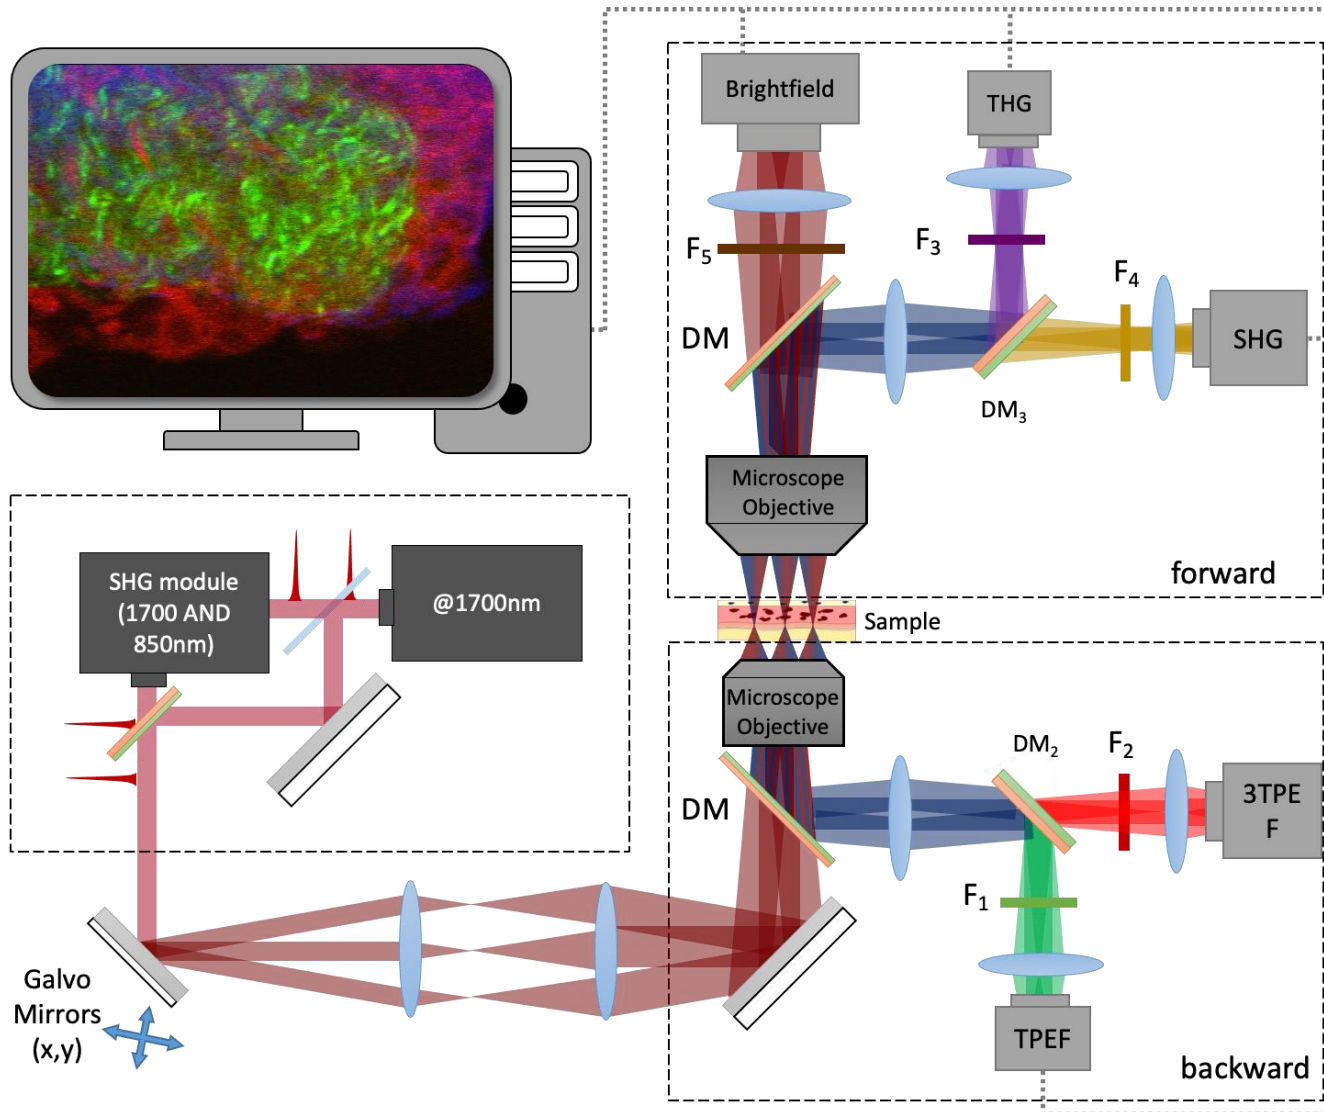 Brightfield
THG
F5
F3
F4
DM
SHG
DM3
Microscope
Objective
forward
Sample
SHG module
(1700 AND
850nm)
@1700nm
Microscope
Objective
DM
DM2
F2
3TPE
F
F1
TPEF
backward
Galvo
Mirrors
(x,y)